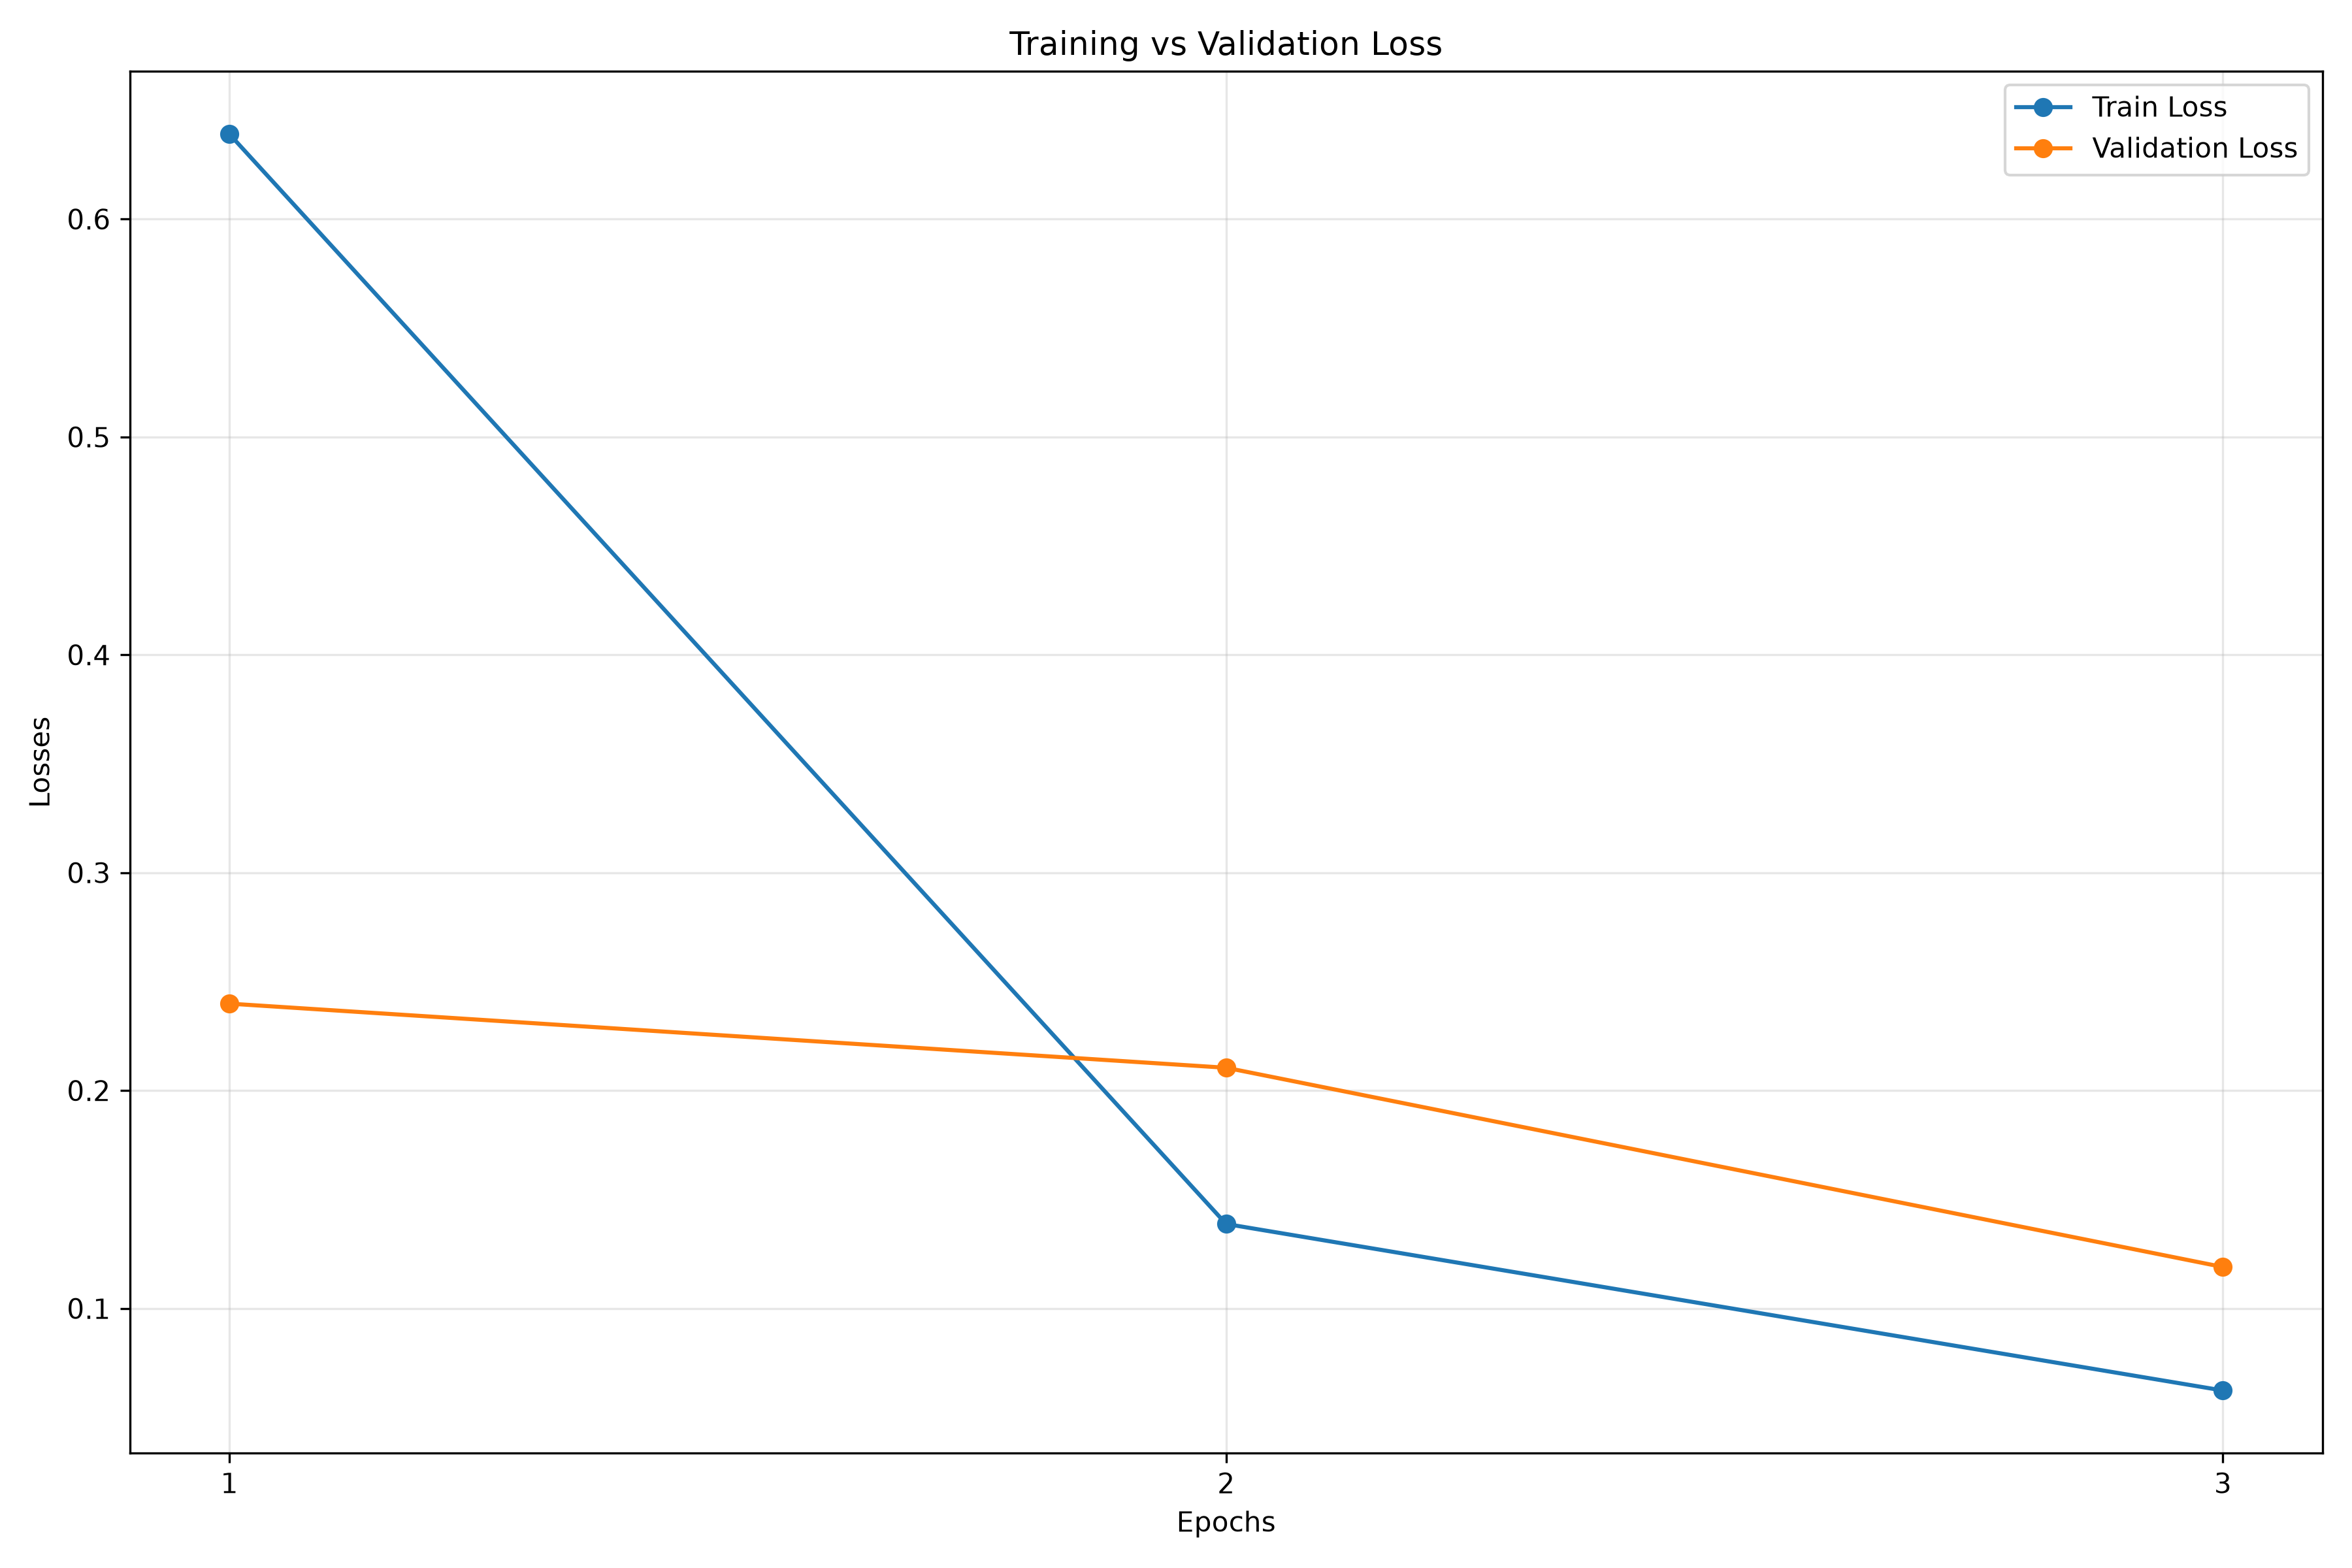 Training vs Validation Loss
Train Loss
Validation Loss
0.6
0.5
0.4
0.3
0.2
0.1
Losses
1
2
3
Epochs